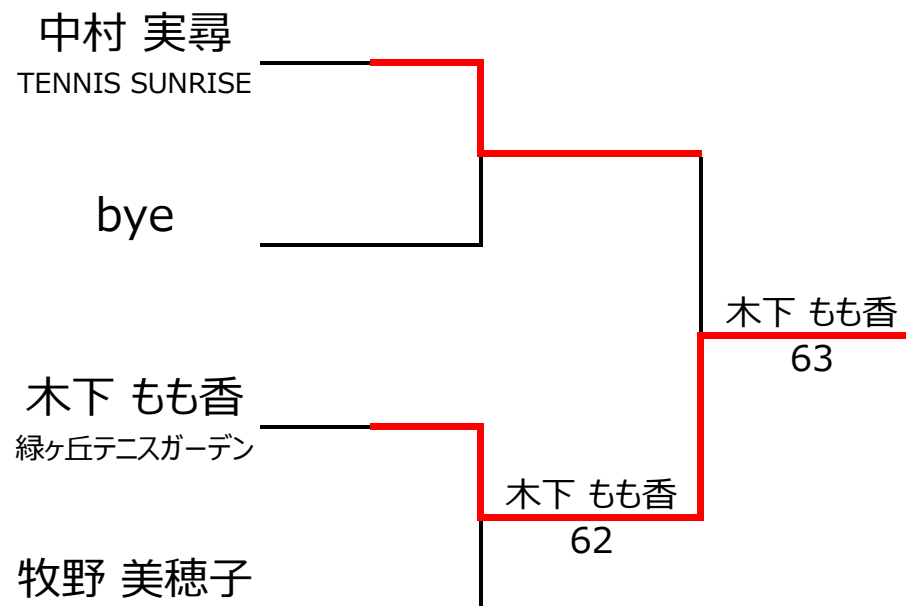 中村 実尋
TENNIS SUNRISE
bye
木下 もも香
63
木下 もも香
緑ヶ丘テニスガーデン
木下 もも香
62
牧野 美穂子